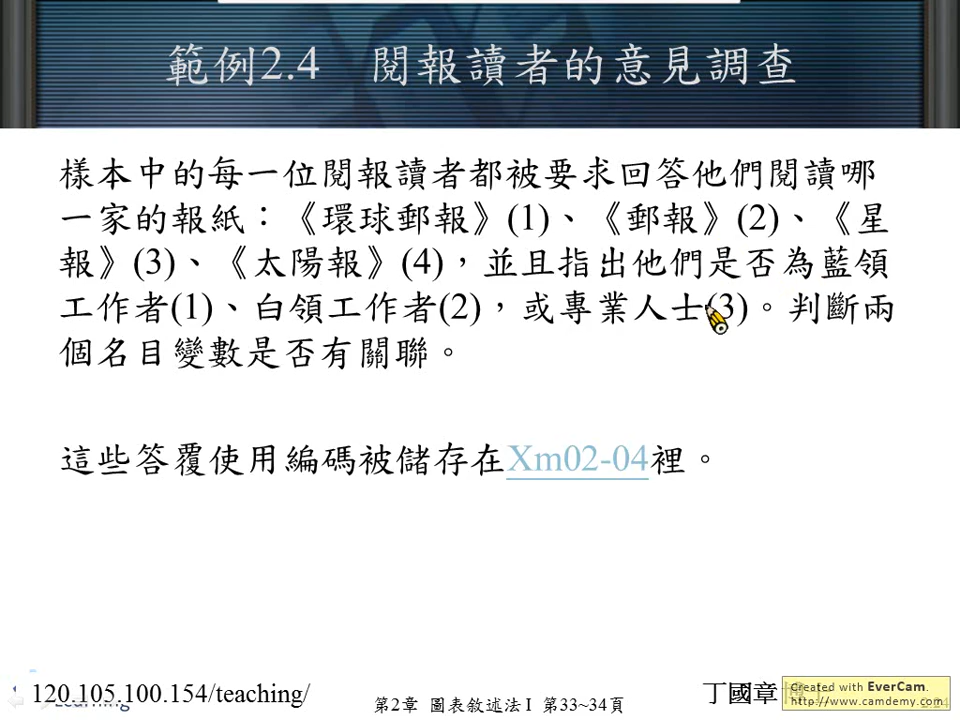 範例2.4　閱報讀者的意見調查
樣本中的每一位閱報讀者都被要求回答他們閱讀哪
一家的報紙：《環球郵報》(1)、《郵報》(2)、《星
報》(3)、《太陽報》(4)，並且指出他們是否為藍領
工作者(1)、白領工作者(2)，或專業人士(3)。判斷兩
個名目變數是否有關聯。
這些答覆使用編碼被儲存在Xm02-04裡。
120.105.100.154/teaching/
Learning
第2章 圖表敘述法 I 第33~34頁
丁國章
Created with EverCam.
http://www.camdemy.com